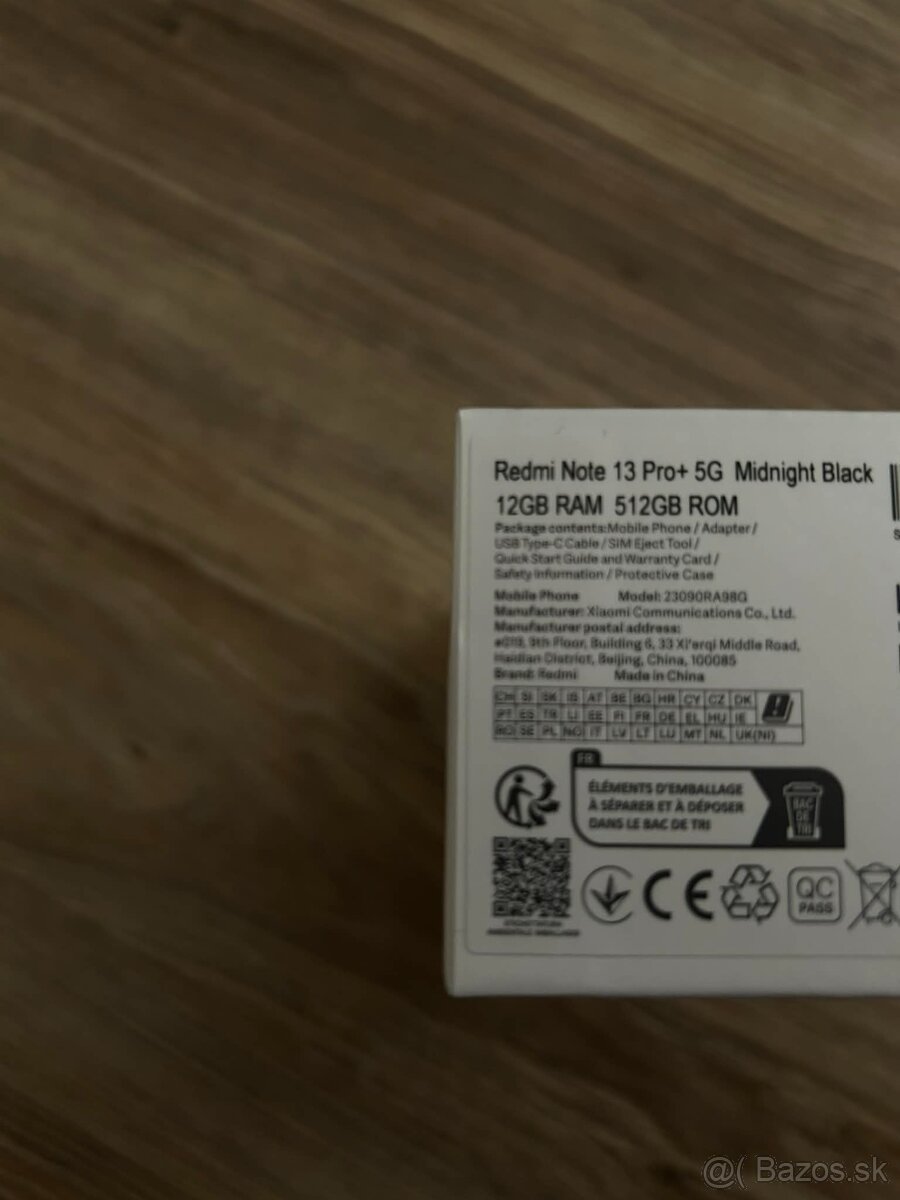 Redmi Note 13 Pro+ 5G Midnight Black
12GB RAM 512GB ROM
Package contents:Mobile Phone / Adapter /
USB Type-C Cable / SIM Eject Tool /
Quick Start Guide and Warranty Card /
Safety Information / Protective Case
Mobile Phone Model: 23090RA98G
Manufacturer: Xiaomi Communications Co., Ltd.
Manufacturer postal address:
#019, 9th Floor, Building 6, 33 Xi'erqi Middle Road,
Haidian District, Beijing, China, 100085
Brand: Redmi Made in China
CH SI SK IS AT BE BG HR CY CZ DK
PT ES TR LI EE FI FR DE EL HU IE
RO SE PL NO IT LV LT LU MT NL UK(NI)
FR
ÉLÉMENTS D'EMBALLAGE
À SÉPARER ET À DÉPOSER
DANS LE BAC DE TRI
BAC
DE
TRI
CE
QC
PASS
@( Bazos.sk